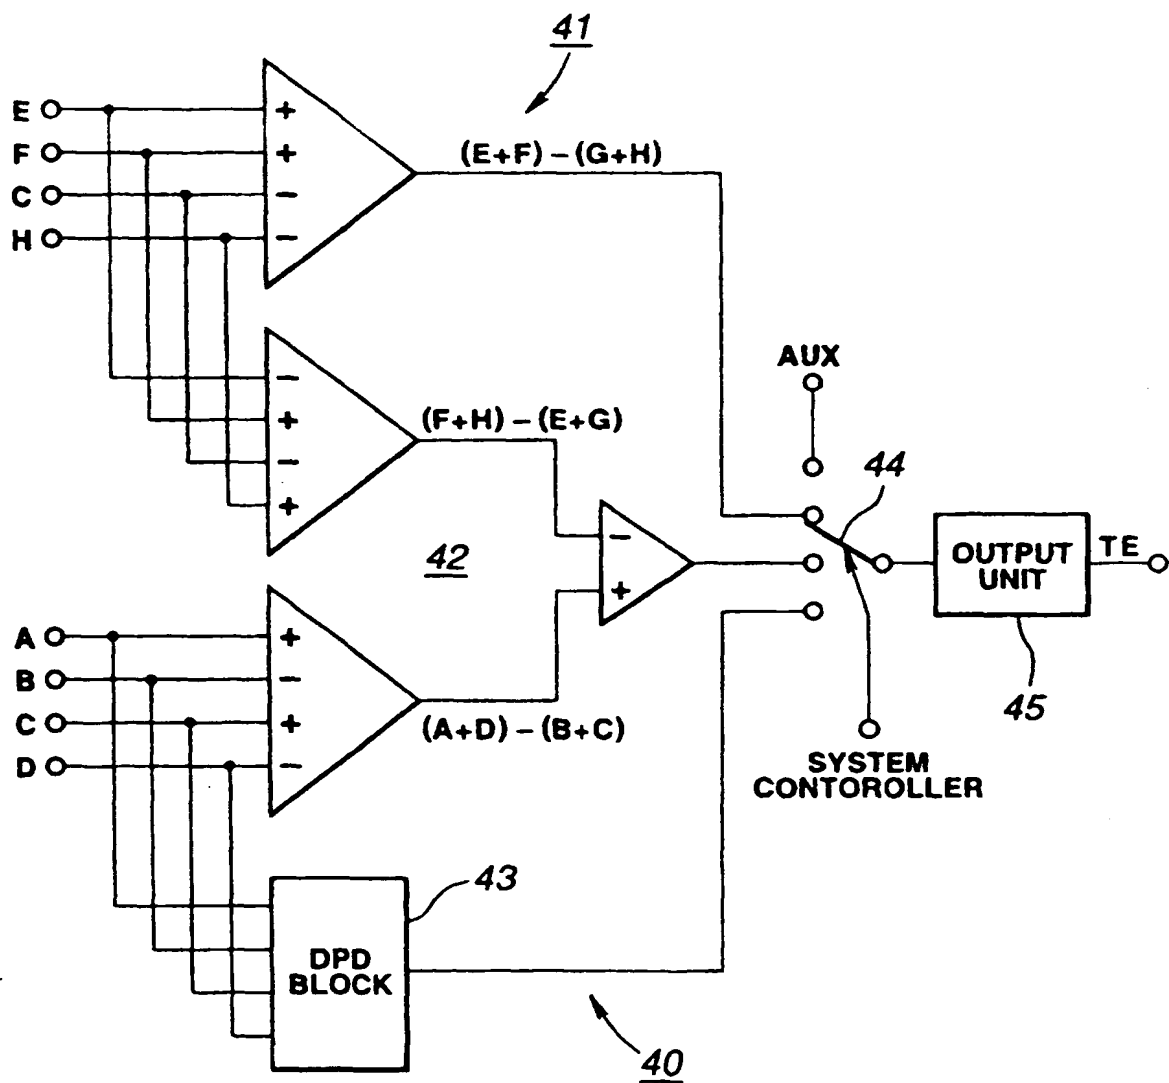 41
E
+
(E+F) – (G+H)
F
+
C
−
H
−
AUX
−
(F+H) – (E+G)
+
44
−
+
−
OUTPUT
UNIT
TE
42
+
A
+
B
−
45
C
+
(A+D) – (B+C)
D
−
SYSTEM
CONTOROLLER
43
DPD
BLOCK
40